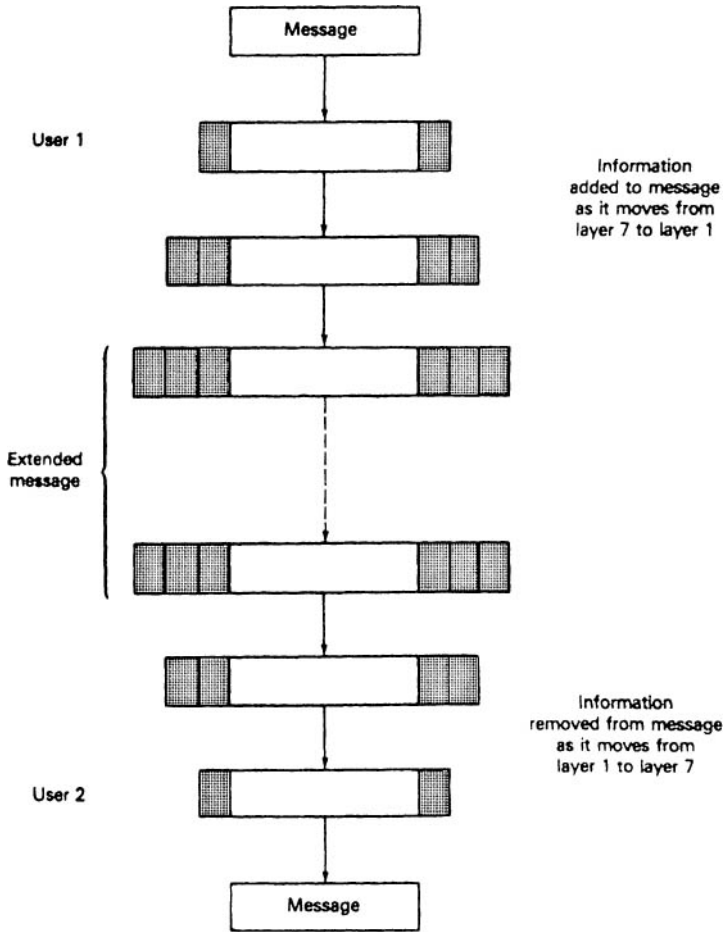 Message
User 1
Information
added to message
as it moves from
layer 7 to layer 1
Extended
message
Information
removed from message
as it moves from
layer 1 to layer 7
User 2
Message